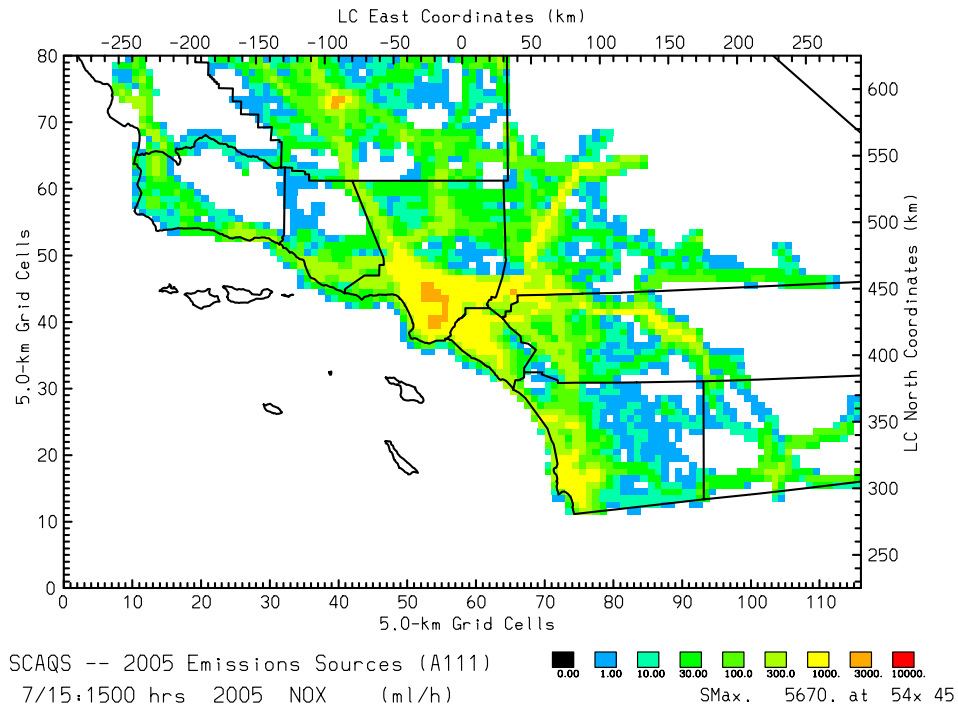 LC East Coordinates (km)
-250 -200 -150 -100 -50 0 50 100 150 200 250
80
70
60
50
40
30
20
10
0
5.0-km Grid Cells
600
550
500
450
400
350
300
250
LC North Coordinates (km)
0 10 20 30 40 50 60 70 80 90 100 110
5.0-km Grid Cells
SCAQS -- 2005 Emissions Sources (A111)
7/15:1500 hrs 2005 NOX (ml/h)
0.00 1.00 10.00 30.00 100.0 300.0 1000. 3000. 10000.
SMax. 5670. at 54x 45